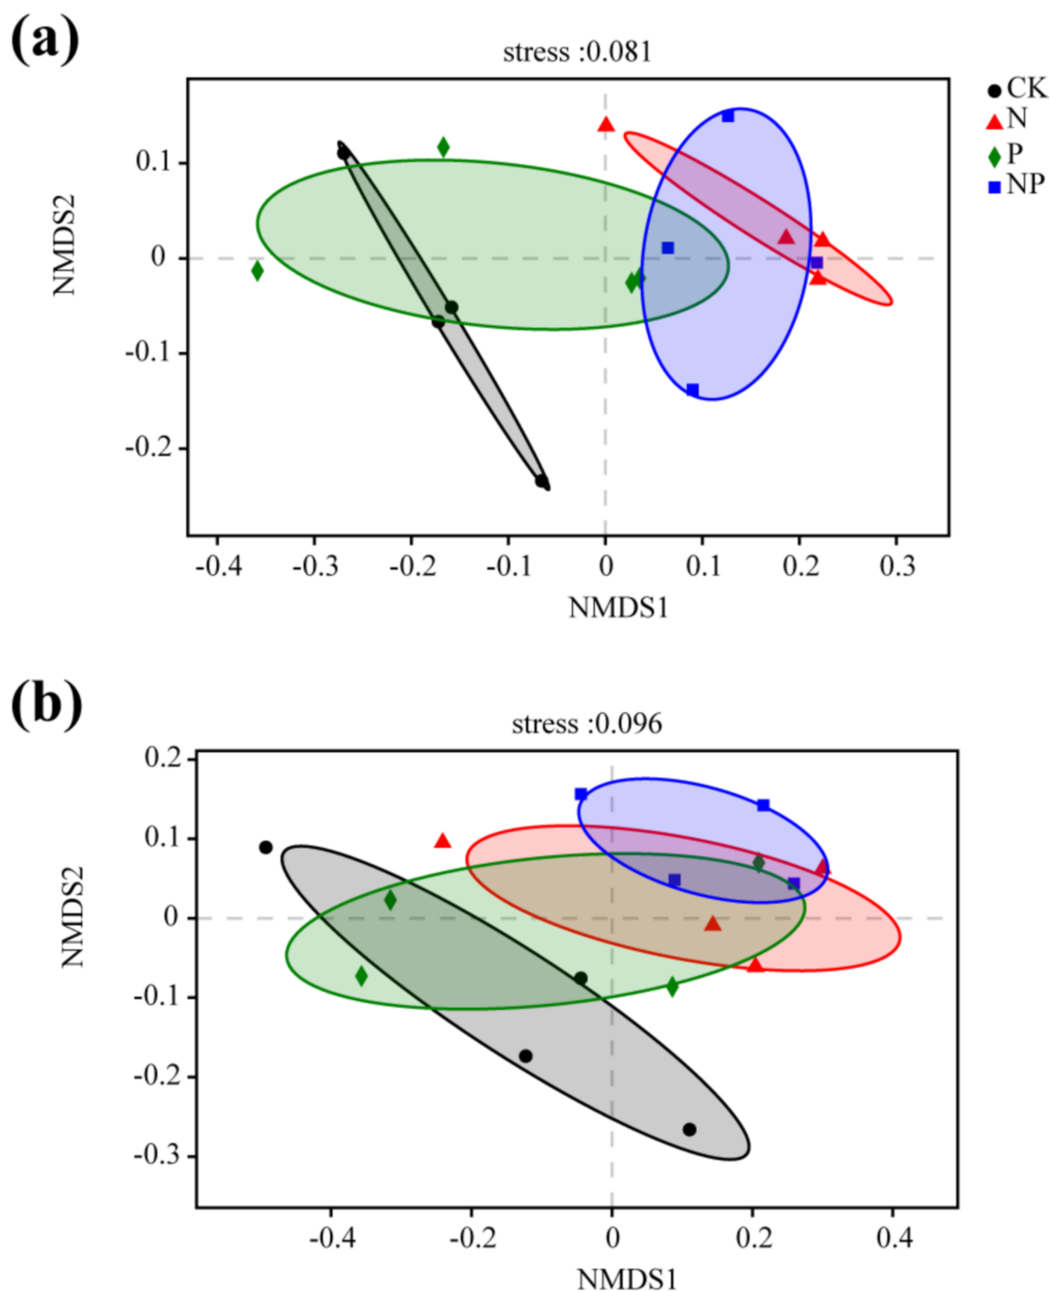 (a)
stress :0.081
CK
N
P
NP
0.1
0
-0.1
-0.2
NMDS2
-0.4 -0.3 -0.2 -0.1 0 0.1 0.2 0.3
NMDS1
(b)
stress :0.096
0.2
0.1
0
-0.1
-0.2
-0.3
NMDS2
-0.4 -0.2 0 0.2 0.4
NMDS1